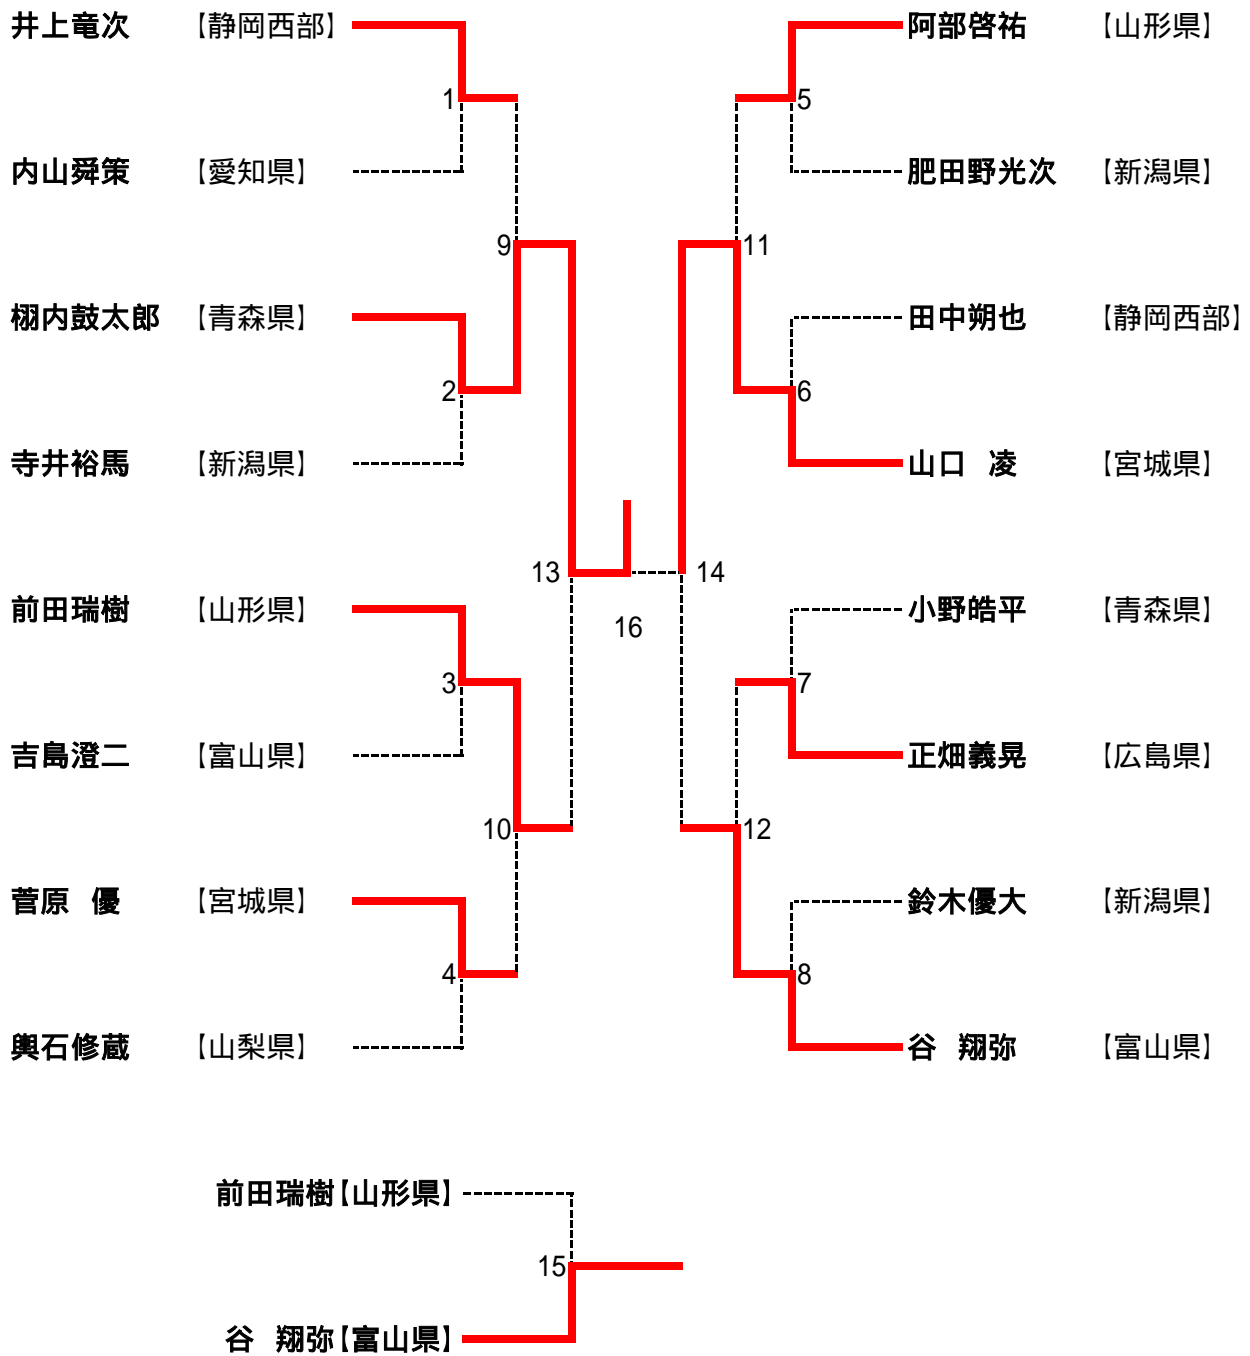 井上竜次 【静岡西部】
1
内山舜策 【愛知県】
9
栩内鼓太郎 【青森県】
2
寺井裕馬 【新潟県】
13
前田瑞樹 【山形県】
3
吉島澄二 【富山県】
10
菅原 優 【宮城県】
4
輿石修蔵 【山梨県】
16
阿部啓祐 【山形県】
5
肥田野光次 【新潟県】
11
田中朔也 【静岡西部】
6
山口 凌 【宮城県】
14
小野皓平 【青森県】
7
正畑義晃 【広島県】
12
鈴木優大 【新潟県】
8
谷 翔弥 【富山県】
前田瑞樹【山形県】
15
谷 翔弥【富山県】